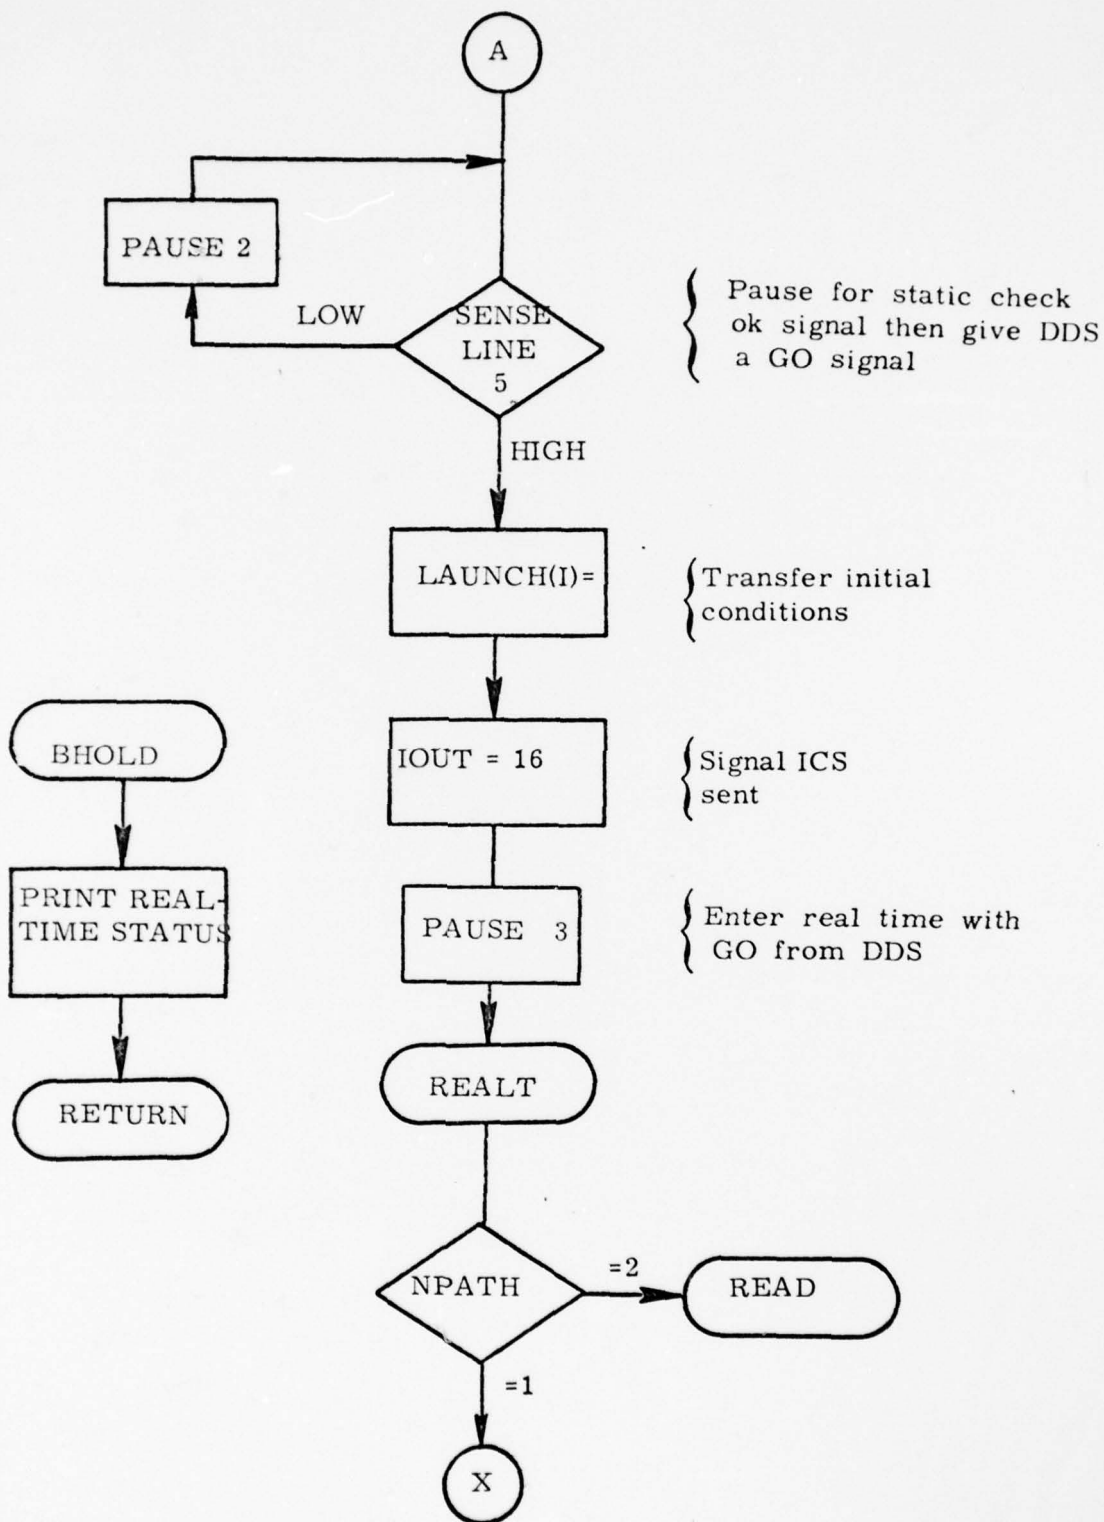 A
PAUSE 2
LOW
SENSE
LINE
5
Pause for static check
ok signal then give DDS
a GO signal
HIGH
LAUNCH(I)=
Transfer initial
conditions
BHOLD
IOUT = 16
Signal ICS
sent
PRINT REAL-
TIME STATUS
PAUSE 3
Enter real time with
GO from DDS
REALT
RETURN
NPATH
=2
READ
=1
X